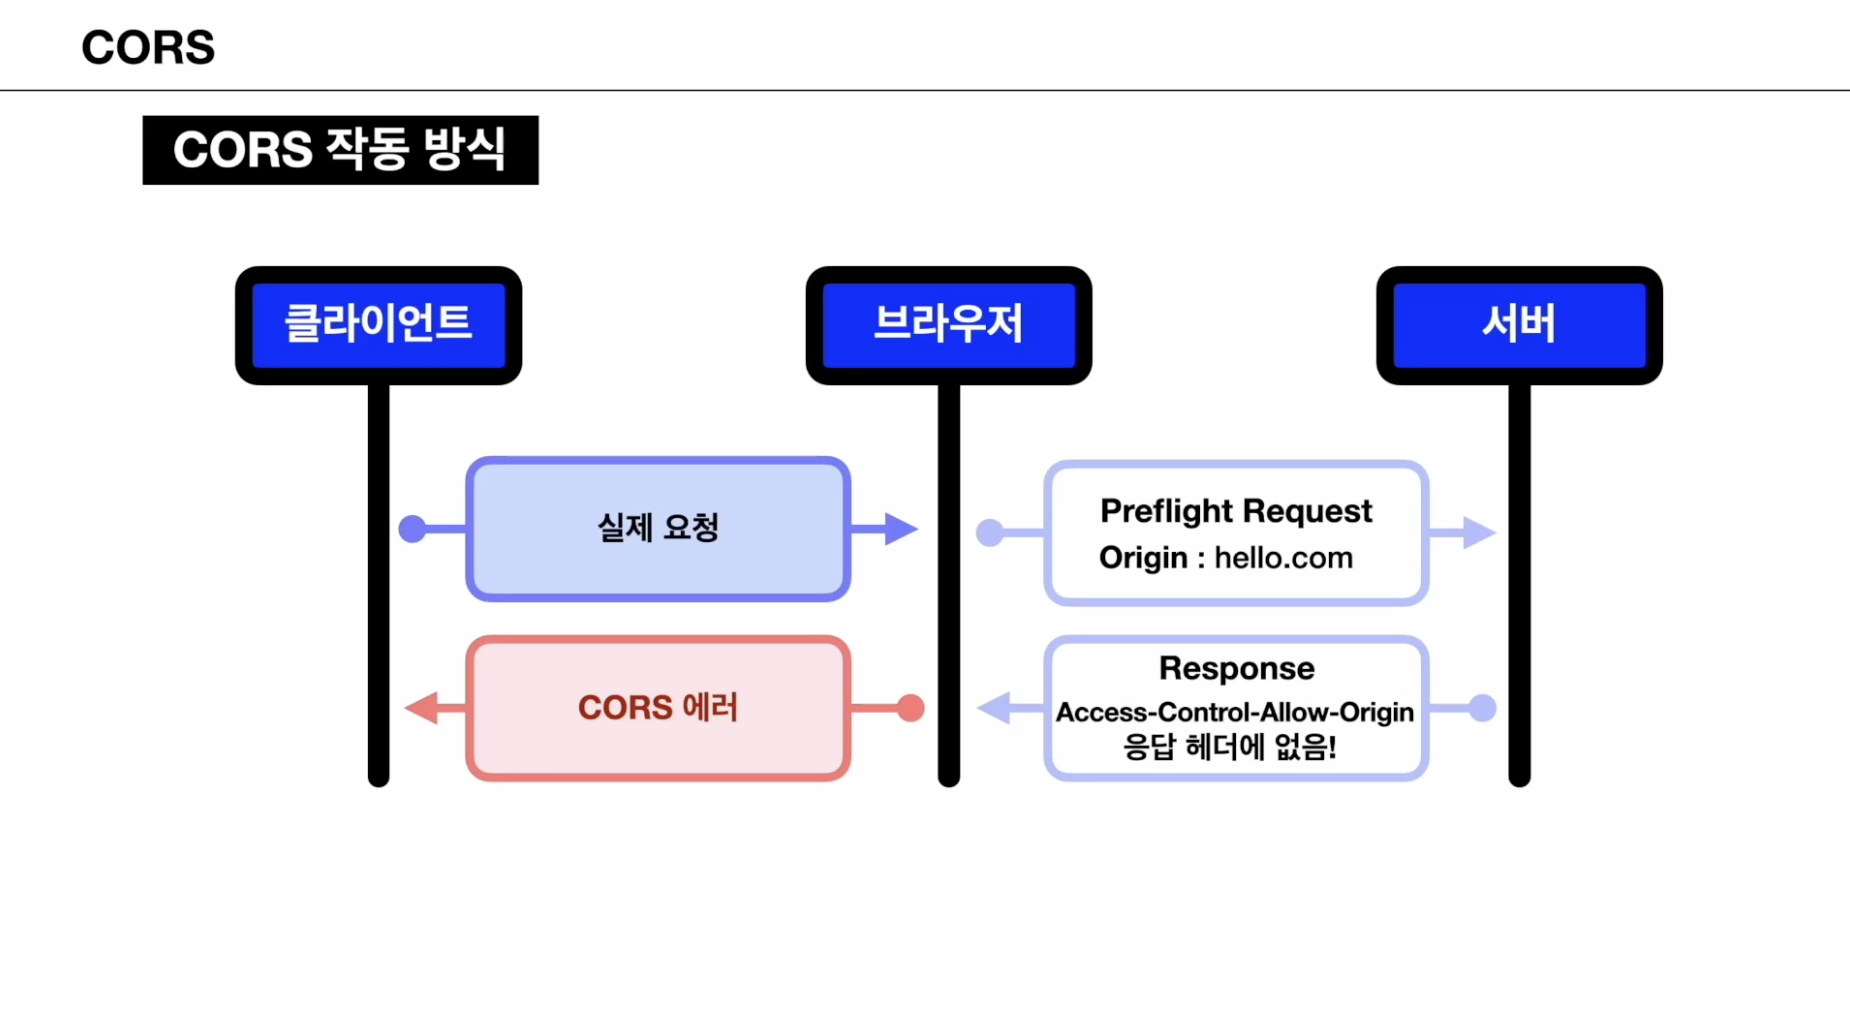 CORS
CORS 작동 방식
클라이언트
브라우저
서버
실제 요청
Preflight Request
Origin : hello.com
CORS 에러
Response
Access-Control-Allow-Origin
응답 헤더에 없음!